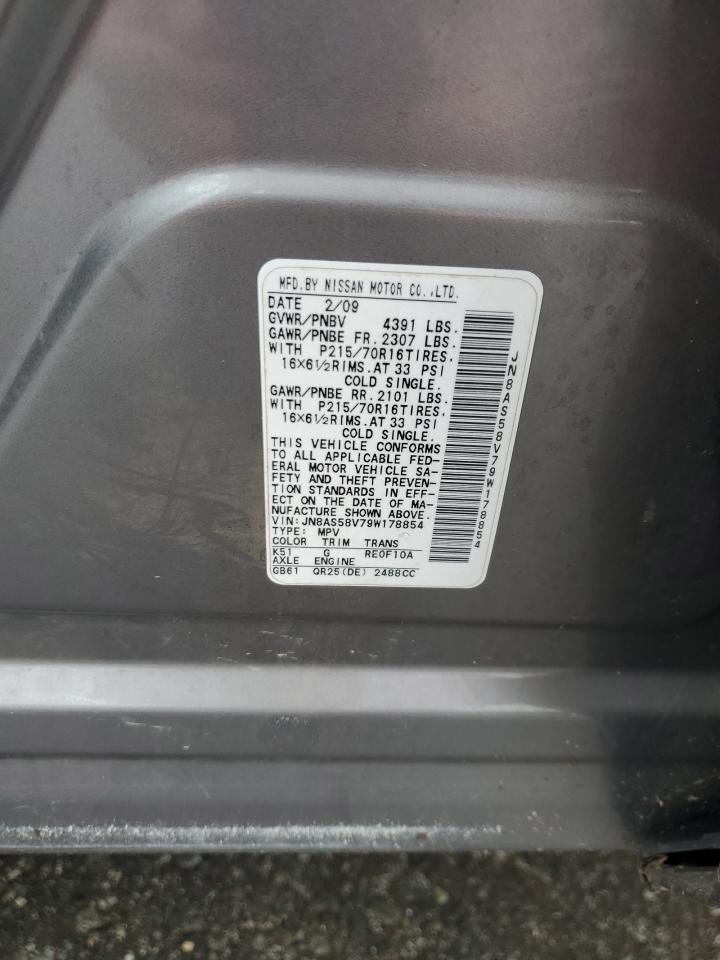 MFD.BY NISSAN MOTOR CO.,LTD.
DATE 2/09
GVWR/PNBV 4391 LBS.
GAWR/PNBE FR. 2307 LBS.
WITH P215/70R16TIRES,
16X6½RIMS.AT 33 PSI
COLD SINGLE.
GAWR/PNBE RR. 2101 LBS.
WITH P215/70R16TIRES,
16X6½RIMS.AT 33 PSI
COLD SINGLE.
THIS VEHICLE CONFORMS
TO ALL APPLICABLE FED-
ERAL MOTOR VEHICLE SA-
FETY AND THEFT PREVEN-
TION STANDARDS IN EFF-
ECT ON THE DATE OF MA-
NUFACTURE SHOWN ABOVE.
VIN: JN8AS58V79W178854
TYPE: MPV
COLOR TRIM TRANS
K51 G RE0F10A
AXLE ENGINE
GB61 QR25(DE) 2488CC
JN8AS58V79W178854